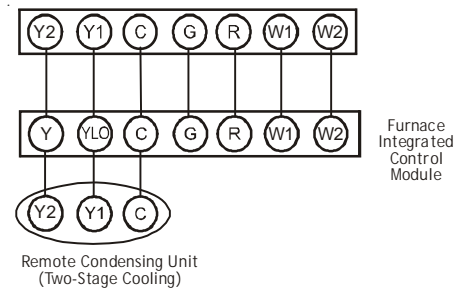 Y2 Y1 C G R W1 W2
Y YLO C G R W1 W2
Furnace
Integrated
Control
Module
Y2 Y1 C
Remote Condensing Unit
(Two-Stage Cooling)